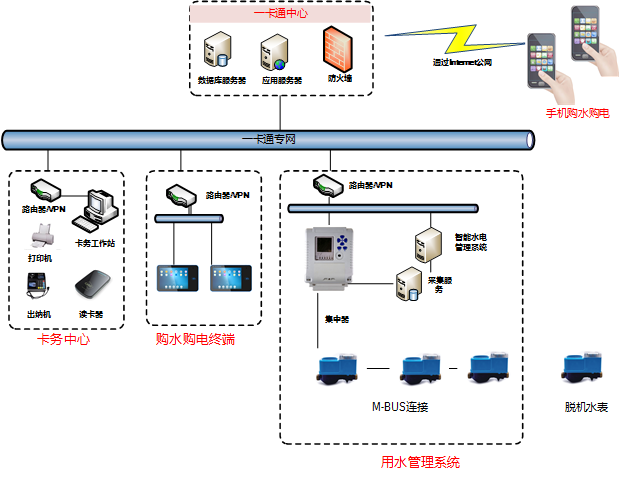 一卡通中心
数据库服务器
应用服务器
防火墙
通过Internet公网
手机购水购电
一卡通专网
路由器/VPN
卡务工作站
打印机
出纳机
读卡器
卡务中心
路由器/VPN
购水购电终端
路由器/VPN
智能水电
管理系统
采集服
务
集中器
M-BUS连接
脱机水表
用水管理系统